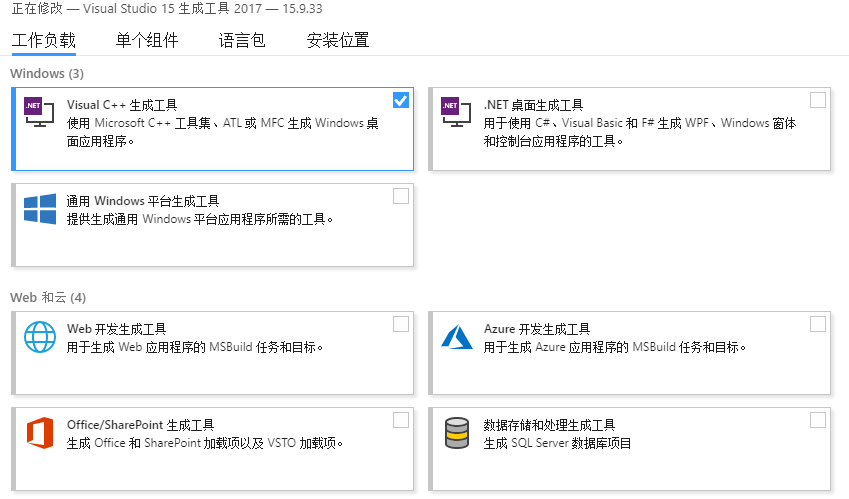 正在修改 — Visual Studio 15 生成工具 2017 — 15.9.33
工作负载 单个组件 语言包 安装位置
Windows (3)
.NET
Visual C++ 生成工具
使用 Microsoft C++ 工具集、ATL 或 MFC 生成 Windows 桌
面应用程序。
.NET
.NET 桌面生成工具
用于使用 C#、Visual Basic 和 F# 生成 WPF、Windows 窗体
和控制台应用程序的工具。
通用 Windows 平台生成工具
提供生成通用 Windows 平台应用程序所需的工具。
Web 和云 (4)
Web 开发生成工具
用于生成 Web 应用程序的 MSBuild 任务和目标。
Azure 开发生成工具
用于生成 Azure 应用程序的 MSBuild 任务和目标。
Office/SharePoint 生成工具
生成 Office 和 SharePoint 加载项以及 VSTO 加载项。
数据存储和处理生成工具
生成 SQL Server 数据库项目